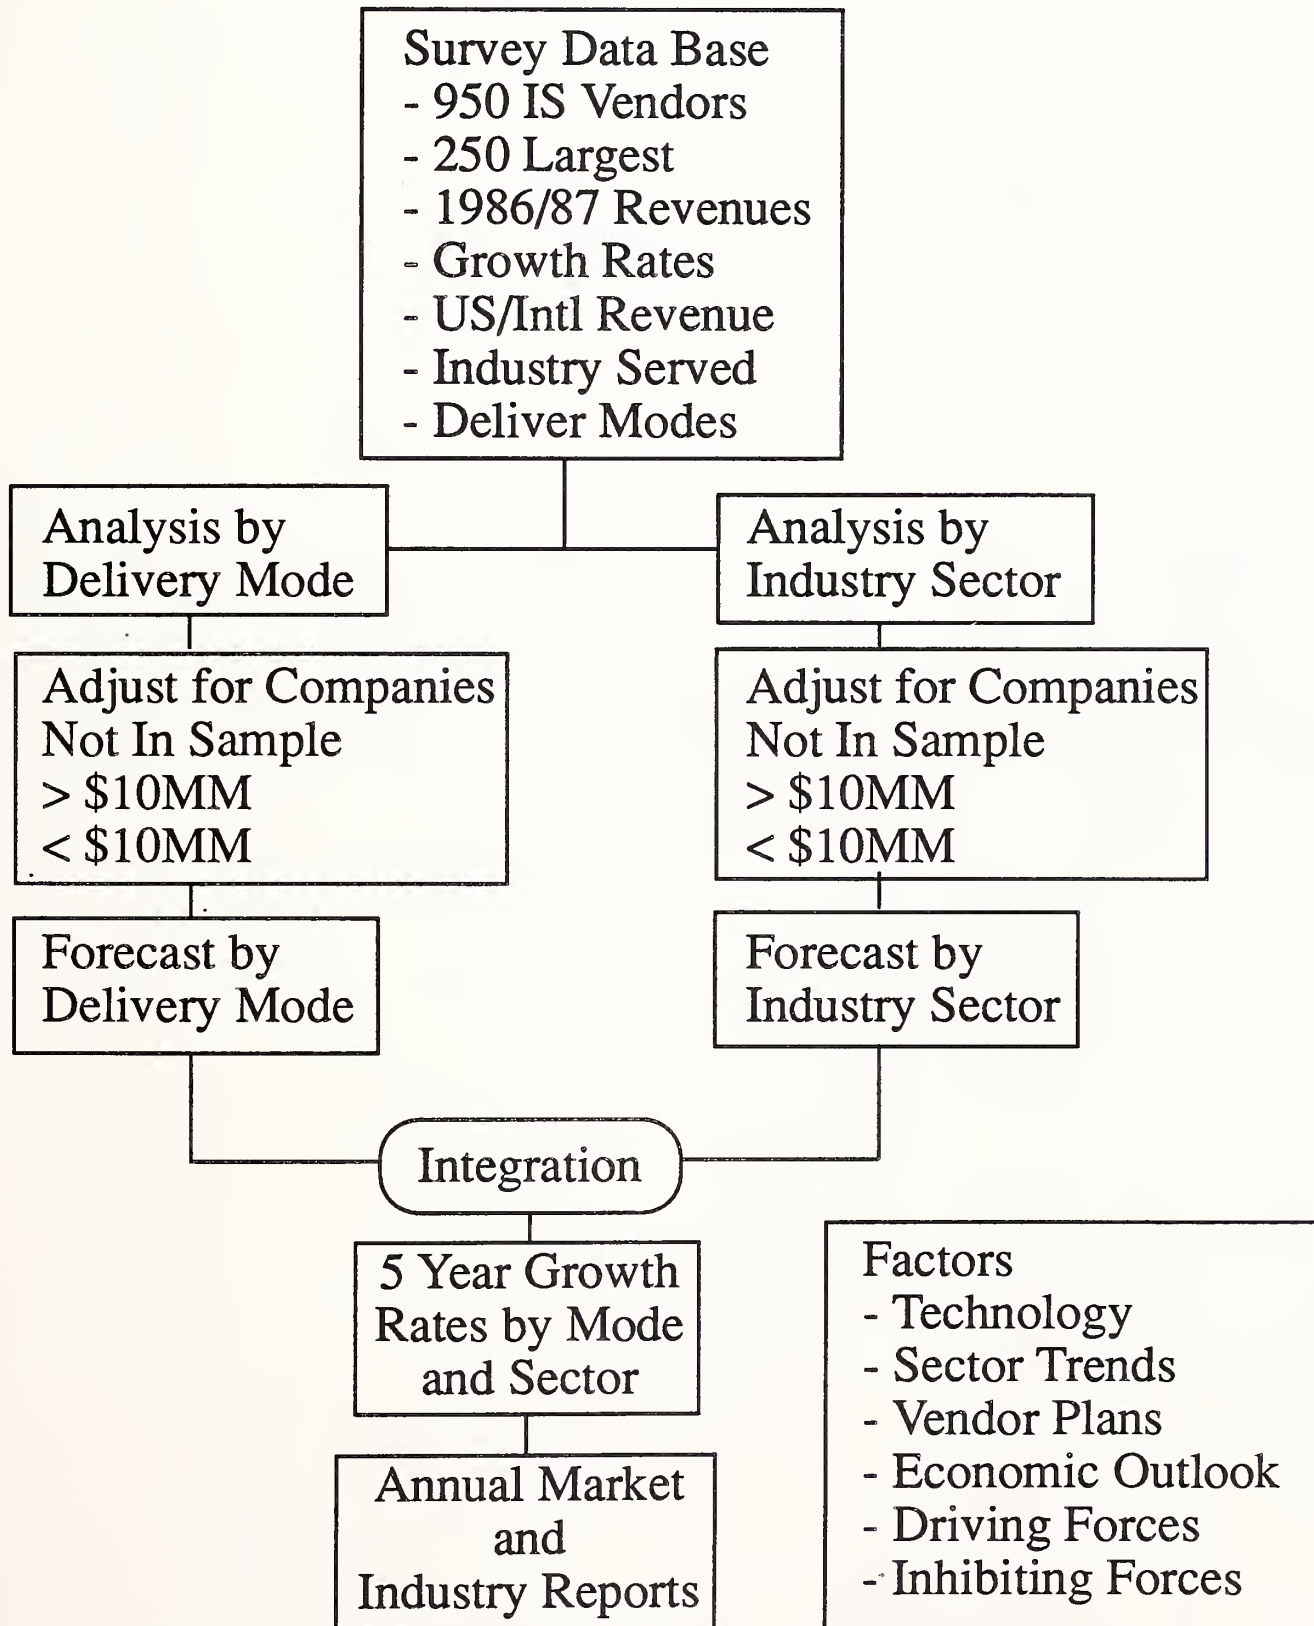 Survey Data Base
- 950 IS Vendors
- 250 Largest
- 1986/87 Revenues
- Growth Rates
- US/Intl Revenue
- Industry Served
- Deliver Modes
Analysis by
Delivery Mode
Adjust for Companies
Not In Sample
> $10MM
< $10MM
Forecast by
Delivery Mode
Analysis by
Industry Sector
Adjust for Companies
Not In Sample
> $10MM
< $10MM
Forecast by
Industry Sector
Integration
5 Year Growth
Rates by Mode
and Sector
Annual Market
and
Industry Reports
Factors
- Technology
- Sector Trends
- Vendor Plans
- Economic Outlook
- Driving Forces
- Inhibiting Forces